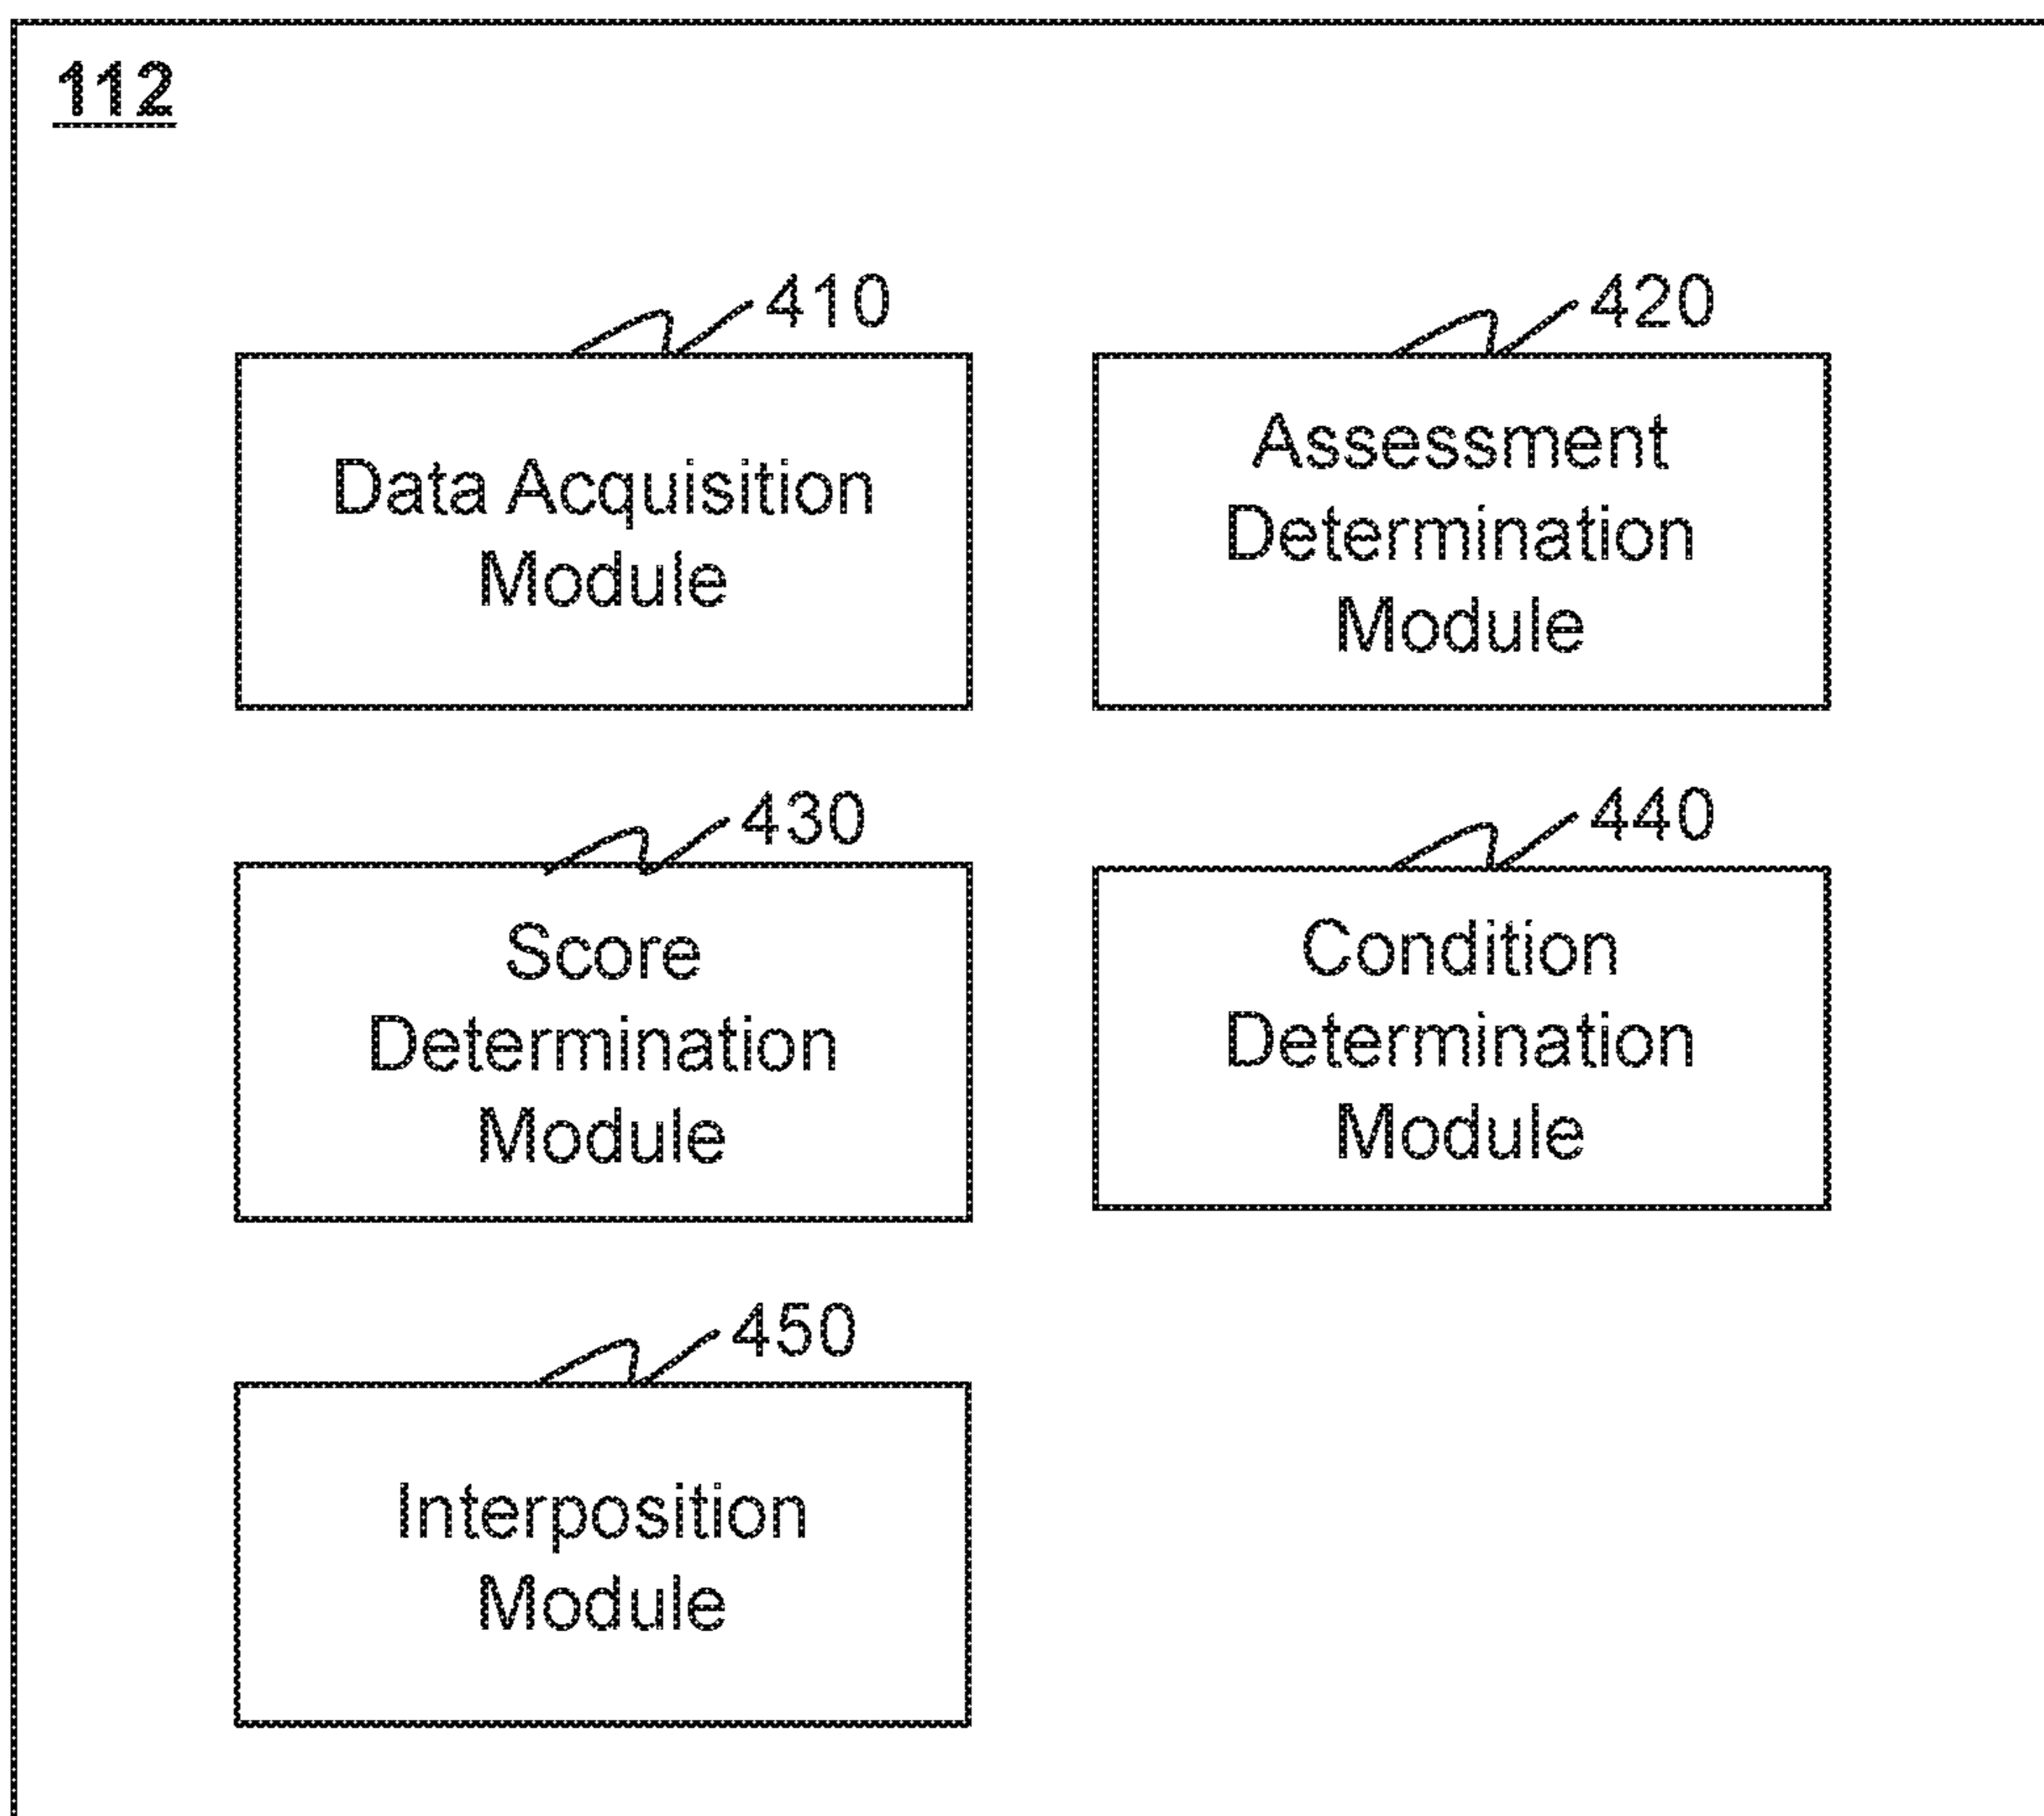 112
410
Data Acquisition
Module
420
Assessment
Determination
Module
430
Score
Determination
Module
440
Condition
Determination
Module
450
Interposition
Module